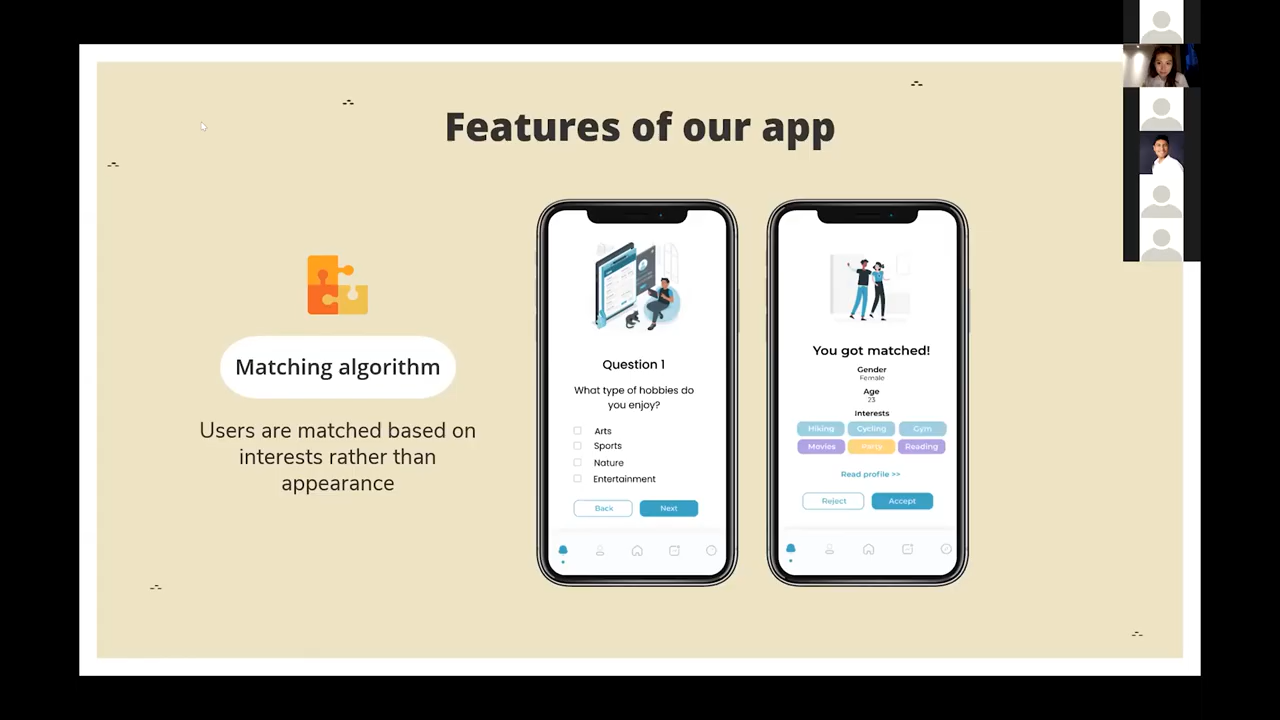 Features of our app
Matching algorithm
Users are matched based on
interests rather than
appearance
Question 1
What type of hobbies do
you enjoy?
Arts
Sports
Nature
Entertainment
Back
Next
You got matched!
Gender
Female
Age
23
Interests
Hiking
Cycling
Gym
Movies
Party
Reading
Read profile >>
Reject
Accept